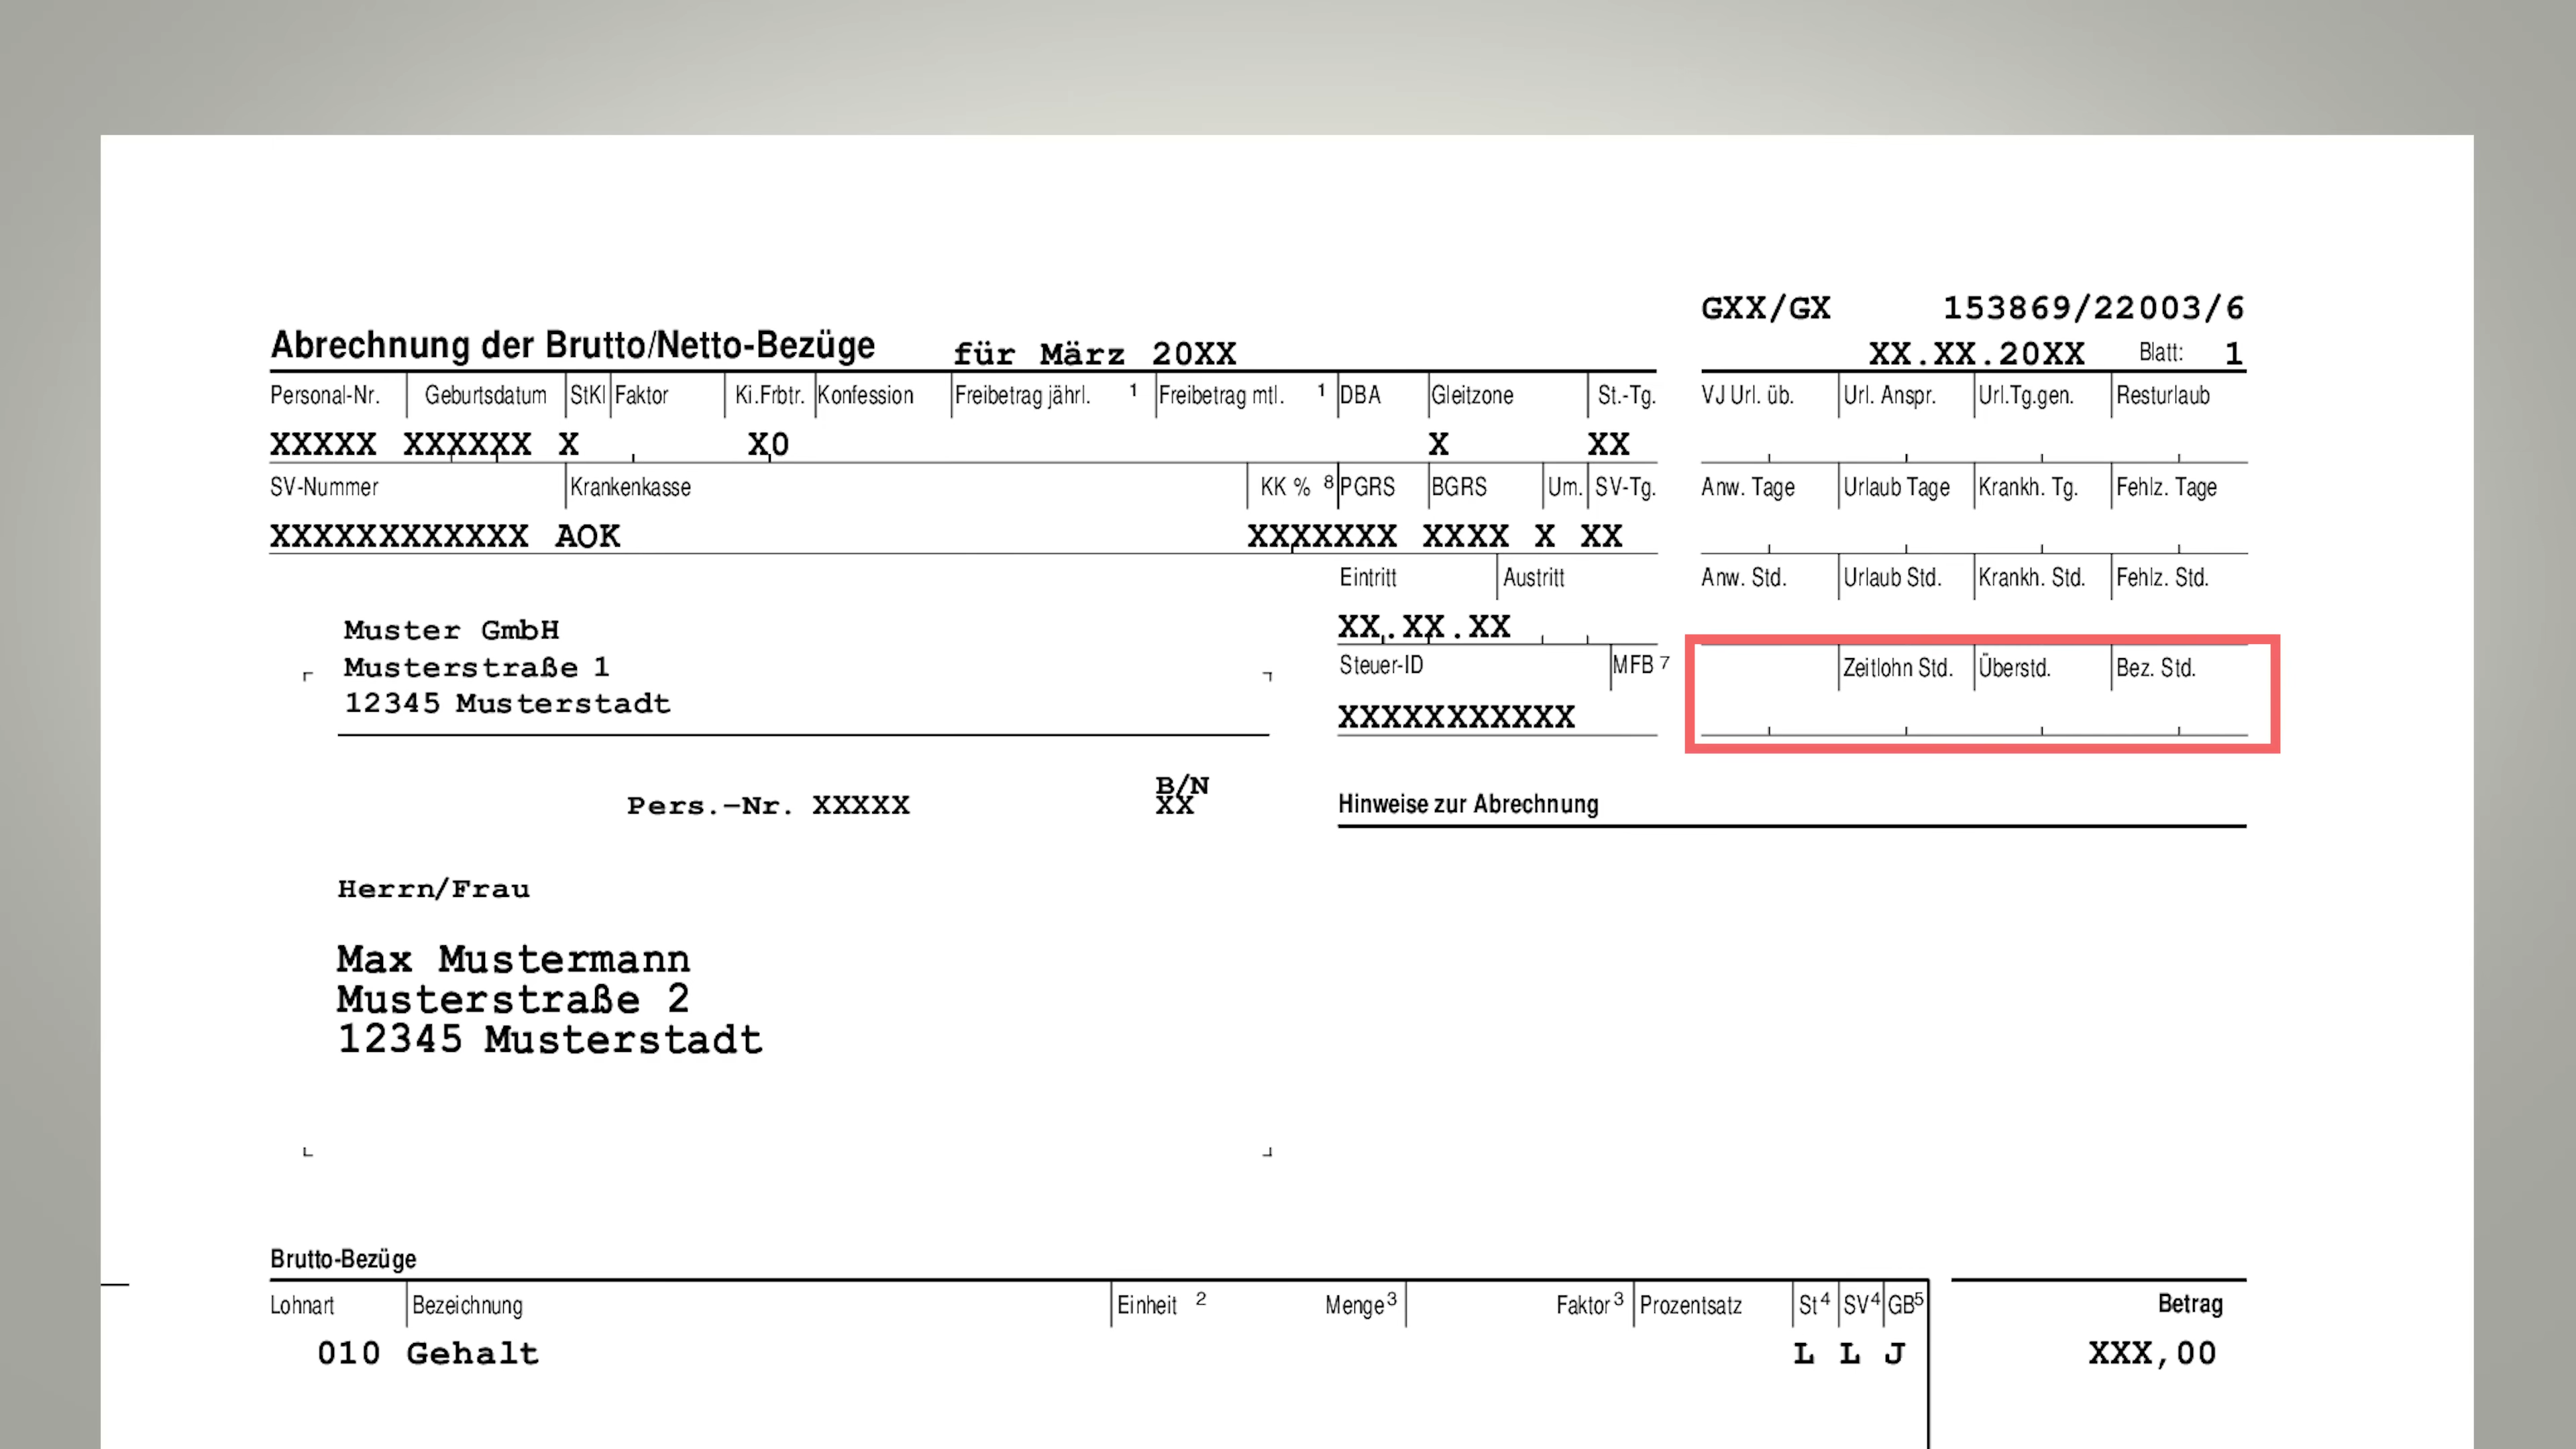 GXX/GX 153869/22003/6
Abrechnung der Brutto/Netto-Bezüge für März 20XX XX.XX.20XX Blatt: 1
Personal-Nr. Geburtsdatum StKl Faktor Ki.Frbtr. Konfession Freibetrag jährl. 1 Freibetrag mtl. 1 DBA Gleitzone St.-Tg. VJ Url. üb. Url. Anspr. Url.Tg.gen. Resturlaub
XXXXX XXXXXX X X0 X XX
SV-Nummer Krankenkasse KK % 8 PGRS BGRS Um. SV-Tg. Anw. Tage Urlaub Tage Krankh. Tg. Fehlz. Tage
XXXXXXXXXXXX AOK XXXXXXX XXXX X XX
Eintritt Austritt Anw. Std. Urlaub Std. Krankh. Std. Fehlz. Std.
Muster GmbH XX.XX.XX
Musterstraße 1 Steuer-ID MFB 7 Zeitlohn Std. Überstd. Bez. Std.
12345 Musterstadt XXXXXXXXXXX
B/N
Pers.-Nr. XXXXX XX Hinweise zur Abrechnung
Herrn/Frau
Max Mustermann
Musterstraße 2
12345 Musterstadt
Brutto-Bezüge
Lohnart Bezeichnung Einheit 2 Menge 3 Faktor 3 Prozentsatz St 4 SV 4 GB 5 Betrag
010 Gehalt L L J XXX,00